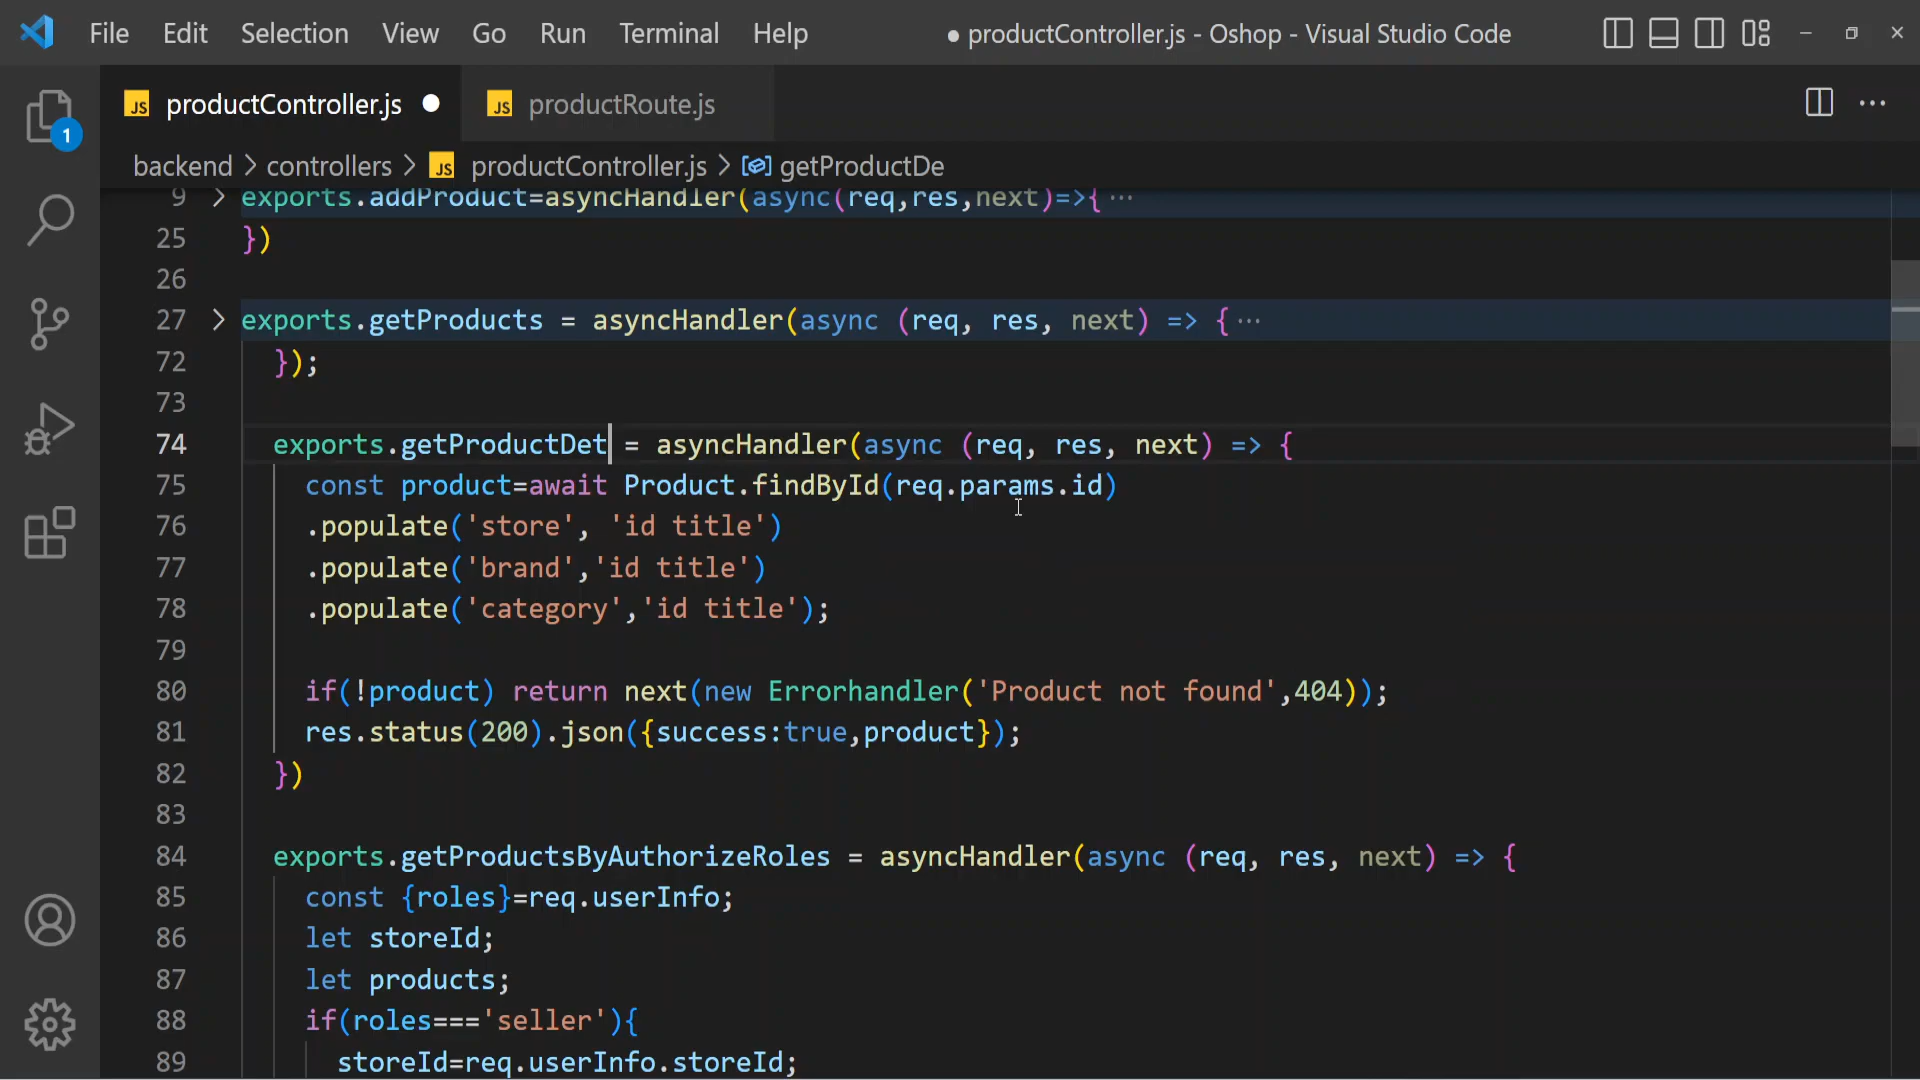 File Edit Selection View Go Run Terminal Help ● productController.js - Oshop - Visual Studio Code
JS productController.js ● JS productRoute.js ...
1
backend > controllers > JS productController.js > getProductDe
9 > exports.addProduct=asyncHandler(async(req,res,next)=>{ ...
25 })
26
27 > exports.getProducts = asyncHandler(async (req, res, next) => { ...
72 });
73
74 exports.getProductDet = asyncHandler(async (req, res, next) => {
75 const product=await Product.findById(req.params.id)
76 .populate('store', 'id title')
77 .populate('brand','id title')
78 .populate('category','id title');
79
80 if(!product) return next(new Errorhandler('Product not found',404));
81 res.status(200).json({success:true,product});
82 })
83
84 exports.getProductsByAuthorizeRoles = asyncHandler(async (req, res, next) => {
85 const {roles}=req.userInfo;
86 let storeId;
87 let products;
88 if(roles==='seller'){
89 storeId=req.userInfo.storeId;